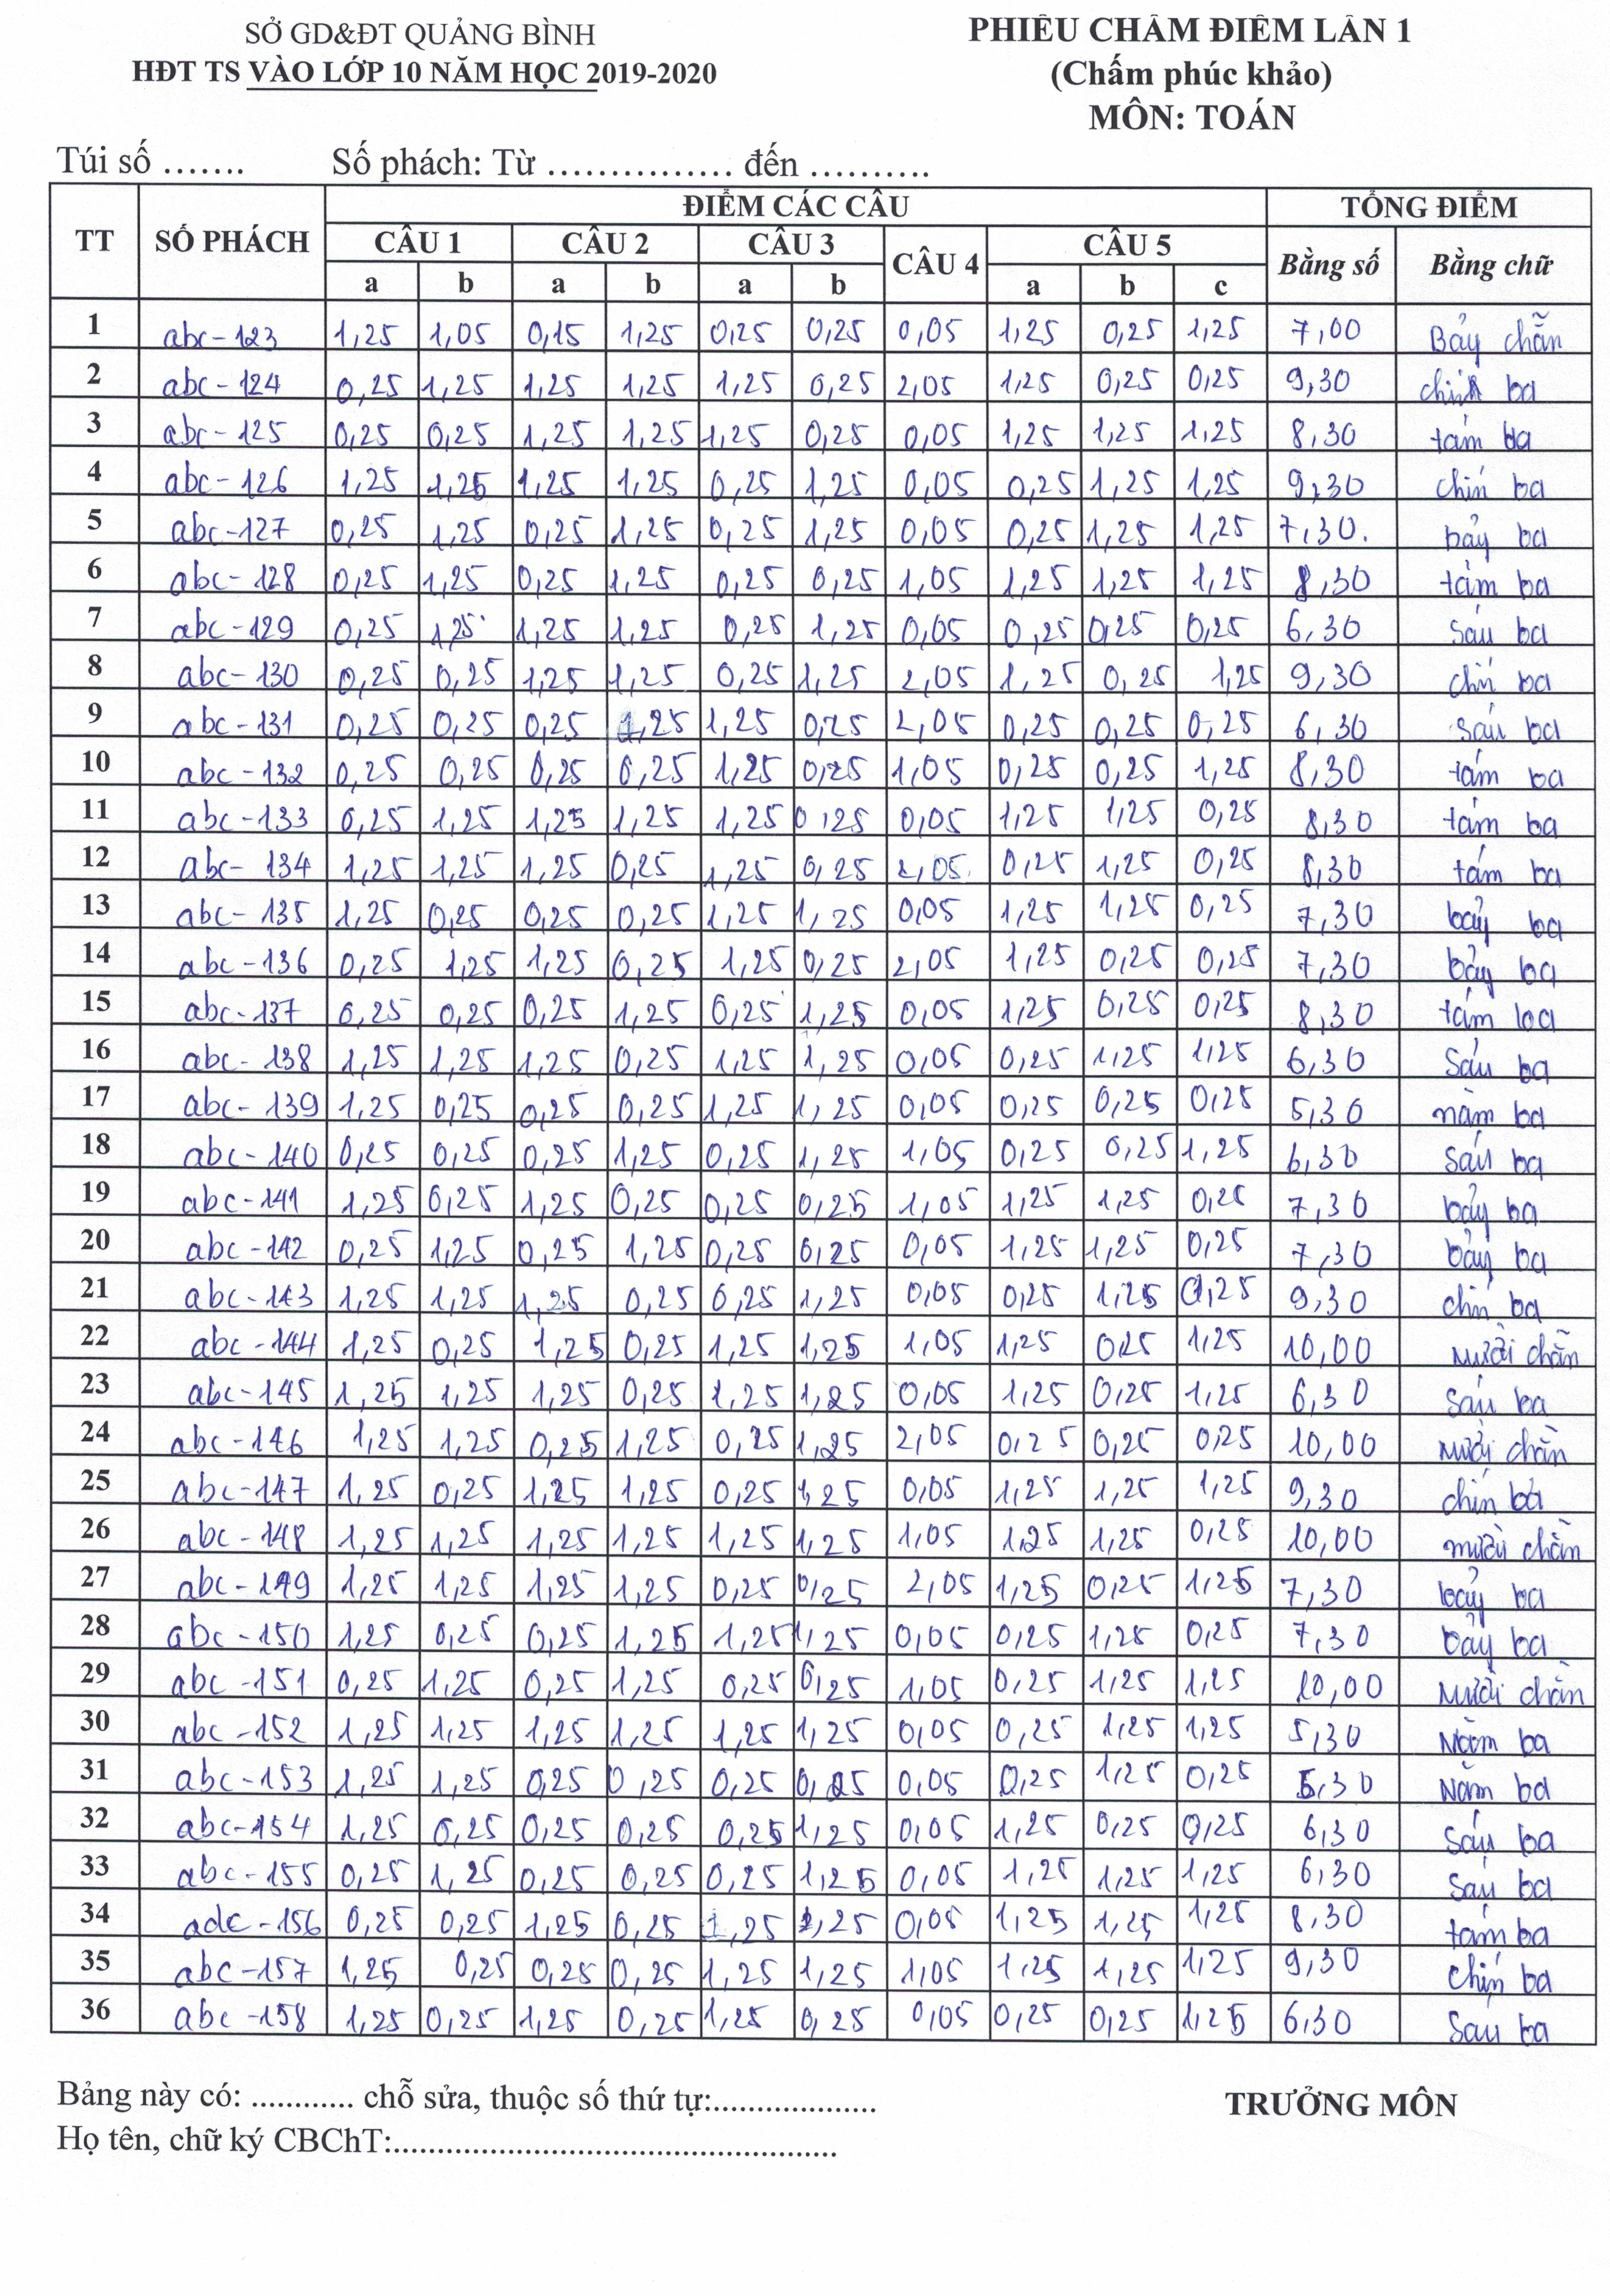 SỞ GD&ĐT QUẢNG BÌNH
HĐT TS VÀO LỚP 10 NĂM HỌC 2019-2020
PHIẾU CHẤM ĐIỂM LẦN 1
(Chấm phúc khảo)
MÔN: TOÁN
Túi số ....... Số phách: Từ ............... đến ..........
TT SỐ PHÁCH ĐIỂM CÁC CÂU TỔNG ĐIỂM
CÂU 1 CÂU 2 CÂU 3 CÂU 4 CÂU 5 Bằng số Bằng chữ
a b a b a b a b c
1 abc-123 1,25 1,05 0,15 1,25 0,25 0,25 0,05 1,25 0,25 1,25 7,00 Bảy chẵn
2 abc-124 0,25 1,25 1,25 1,25 1,25 0,25 2,05 1,25 0,25 0,25 9,30 chín ba
3 abc-125 0,25 0,25 1,25 1,25 1,25 0,25 0,05 1,25 1,25 1,25 8,30 tám ba
4 abc-126 1,25 1,25 1,25 1,25 0,25 1,25 0,05 0,25 1,25 1,25 9,30 chín ba
5 abc-127 0,25 1,25 0,25 1,25 0,25 1,25 0,05 0,25 1,25 1,25 7,30. bảy ba
6 abc-128 0,25 1,25 0,25 1,25 0,25 0,25 1,05 1,25 1,25 1,25 8,30 tám ba
7 abc-129 0,25 1,25 1,25 1,25 0,25 1,25 0,05 0,25 0,25 0,25 6,30 sáu ba
8 abc-130 0,25 0,25 1,25 1,25 0,25 1,25 2,05 1,25 0,25 1,25 9,30 chín ba
9 abc-131 0,25 0,25 0,25 1,25 1,25 0,25 2,05 0,25 0,25 0,25 6,30 sáu ba
10 abc-132 0,25 0,25 0,25 0,25 1,25 0,25 1,05 0,25 0,25 1,25 8,30 tám ba
11 abc-133 0,25 1,25 1,25 1,25 1,25 0,25 0,05 1,25 1,25 0,25 8,30 tám ba
12 abc-134 1,25 1,25 1,25 0,25 1,25 0,25 2,05 0,25 1,25 0,25 8,30 tám ba
13 abc-135 1,25 0,25 0,25 0,25 1,25 1,25 0,05 1,25 1,25 0,25 7,30 bảy ba
14 abc-136 0,25 1,25 1,25 0,25 1,25 0,25 2,05 1,25 0,25 0,25 7,30 bảy ba
15 abc-137 0,25 0,25 0,25 1,25 0,25 1,25 0,05 1,25 0,25 0,25 8,30 tám ba
16 abc-138 1,25 1,25 1,25 0,25 1,25 1,25 0,05 0,25 1,25 1,25 6,30 Sáu ba
17 abc-139 1,25 0,25 0,25 0,25 1,25 1,25 0,05 0,25 0,25 0,25 5,30 năm ba
18 abc-140 0,25 0,25 0,25 1,25 0,25 1,25 1,05 0,25 0,25 1,25 6,30 sáu ba
19 abc-141 1,25 0,25 1,25 0,25 0,25 0,25 1,05 1,25 1,25 0,25 7,30 bảy ba
20 abc-142 0,25 1,25 0,25 1,25 0,25 0,25 0,05 1,25 1,25 0,25 7,30 bảy ba
21 abc-143 1,25 1,25 1,25 0,25 0,25 1,25 0,05 0,25 1,25 0,25 9,30 chín ba
22 abc-144 1,25 0,25 1,25 0,25 1,25 1,25 1,05 1,25 0,25 1,25 10,00 Mười chẵn
23 abc-145 1,25 1,25 1,25 0,25 1,25 1,25 0,05 1,25 0,25 1,25 6,30 Sáu ba
24 abc-146 1,25 1,25 0,25 1,25 0,25 1,25 2,05 0,25 0,25 0,25 10,00 Mười chẵn
25 abc-147 1,25 0,25 1,25 1,25 0,25 1,25 0,05 1,25 1,25 1,25 9,30 chín ba
26 abc-148 1,25 1,25 1,25 1,25 1,25 1,25 1,05 1,25 1,25 0,25 10,00 mười chẵn
27 abc-149 1,25 1,25 1,25 1,25 0,25 0,25 2,05 1,25 0,25 1,25 7,30 bảy ba
28 abc-150 1,25 0,25 0,25 1,25 1,25 1,25 0,05 0,25 1,25 0,25 7,30 bảy ba
29 abc-151 0,25 1,25 0,25 1,25 0,25 0,25 1,05 0,25 1,25 1,25 10,00 Mười chẵn
30 abc-152 1,25 1,25 1,25 1,25 1,25 1,25 0,05 0,25 1,25 1,25 5,30 Năm ba
31 abc-153 1,25 1,25 0,25 0,25 0,25 0,25 0,05 0,25 1,25 0,25 5,30 Năm ba
32 abc-154 1,25 0,25 0,25 0,25 0,25 1,25 0,05 1,25 0,25 0,25 6,30 Sáu ba
33 abc-155 0,25 1,25 0,25 0,25 0,25 1,25 0,05 1,25 1,25 1,25 6,30 Sáu ba
34 adc-156 0,25 0,25 1,25 0,25 1,25 1,25 0,05 1,25 1,25 1,25 8,30 tám ba
35 abc-157 1,25 0,25 0,25 0,25 1,25 1,25 1,05 1,25 1,25 1,25 9,30 Chín ba
36 abc-158 1,25 0,25 1,25 0,25 1,25 0,25 0,05 0,25 0,25 1,25 6,30 Sáu ba
Bảng này có: ............ chỗ sửa, thuộc số thứ tự:...................
TRƯỞNG MÔN
Họ tên, chữ ký CBChT:....................................................